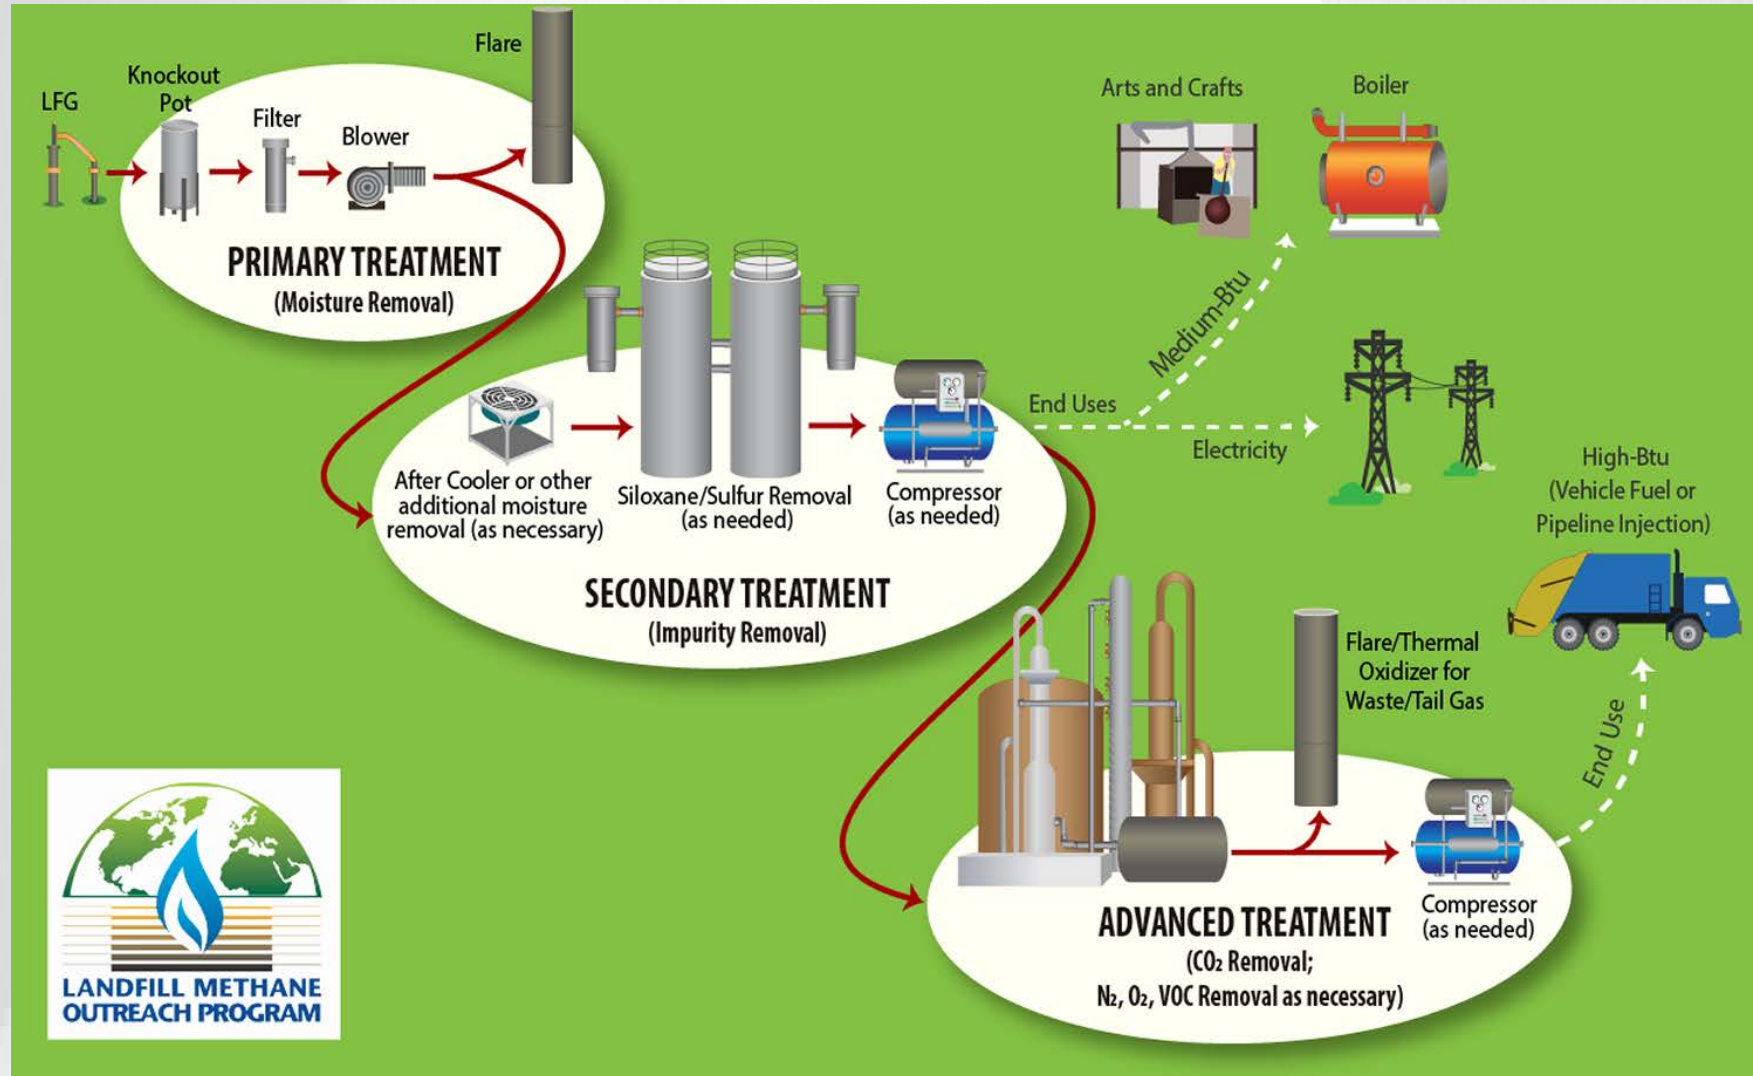 LFG
Knockout
Pot
Filter
Blower
Flare
PRIMARY TREATMENT
(Moisture Removal)
After Cooler or other
additional moisture
removal (as necessary)
Siloxane/Sulfur Removal
(as needed)
Compressor
(as needed)
SECONDARY TREATMENT
(Impurity Removal)
End Uses
Medium-Btu
Arts and Crafts
Boiler
Electricity
High-Btu
(Vehicle Fuel or
Pipeline Injection)
Flare/Thermal
Oxidizer for
Waste/Tail Gas
End Use
Compressor
(as needed)
ADVANCED TREATMENT
(CO₂ Removal;
N₂, O₂, VOC Removal as necessary)
LANDFILL METHANE
OUTREACH PROGRAM